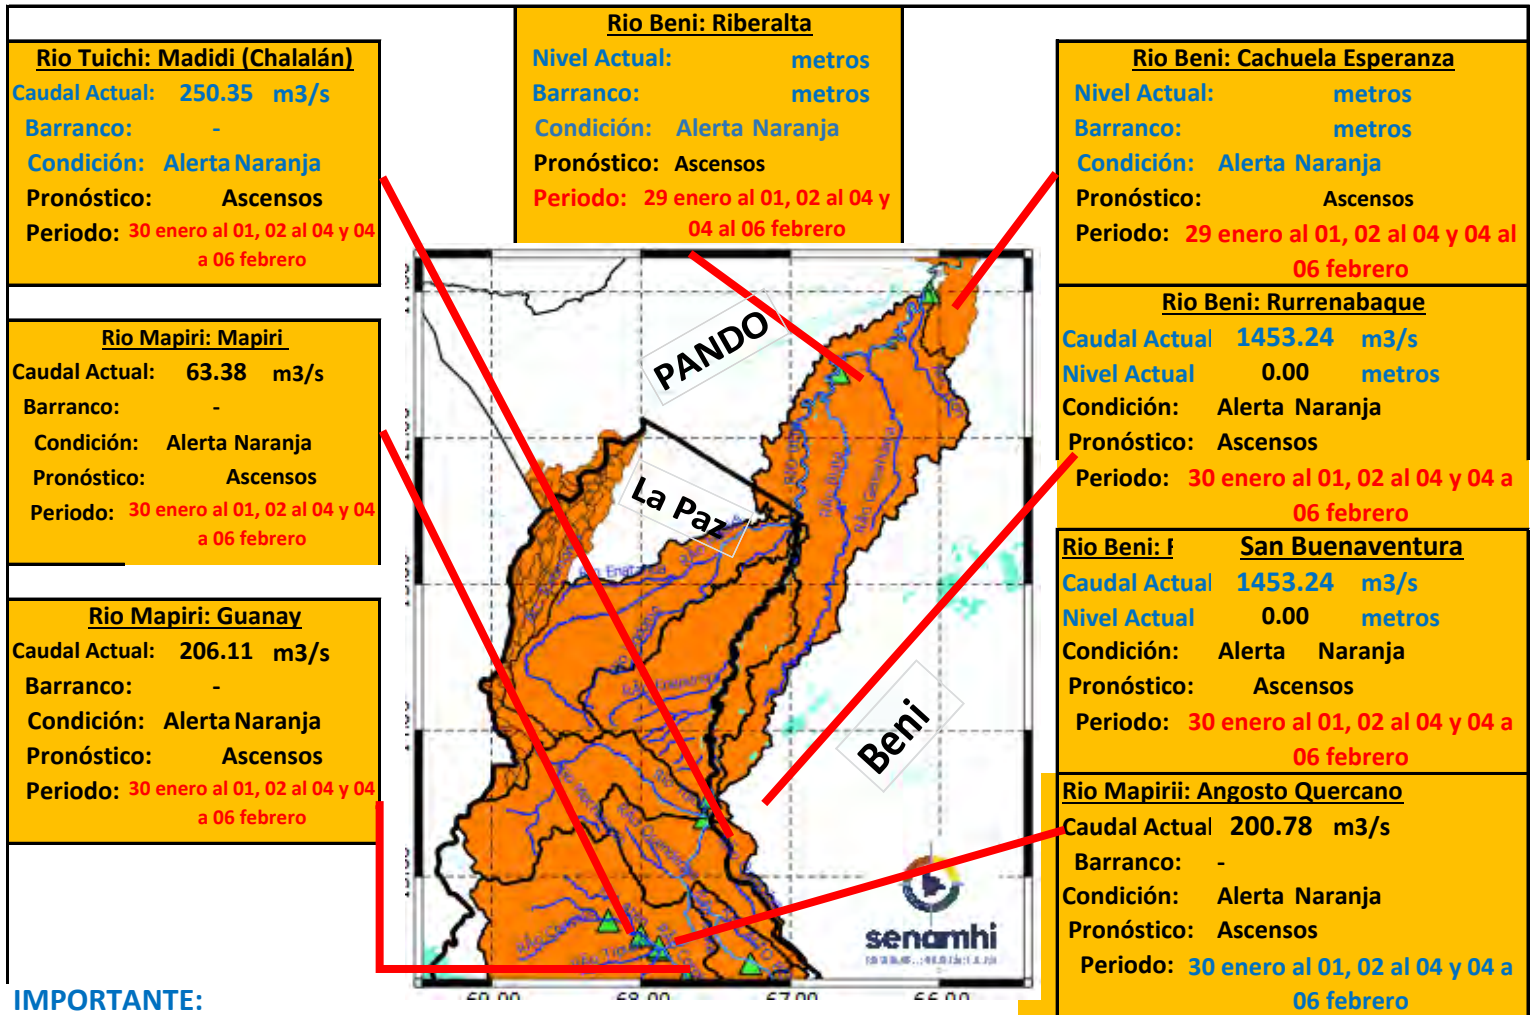 Rio Tuichi: Madidi (Chalalán)
Caudal Actual: 250.35 m3/s
Barranco: -
Condición: Alerta Naranja
Pronóstico: Ascensos
Periodo: 30 enero al 01, 02 al 04 y 04
a 06 febrero
Rio Mapiri: Mapiri
Caudal Actual: 63.38 m3/s
Barranco: -
Condición: Alerta Naranja
Pronóstico: Ascensos
Periodo: 30 enero al 01, 02 al 04 y 04
a 06 febrero
Rio Mapiri: Guanay
Caudal Actual: 206.11 m3/s
Barranco: -
Condición: Alerta Naranja
Pronóstico: Ascensos
Periodo: 30 enero al 01, 02 al 04 y 04
a 06 febrero
Rio Beni: Riberalta
Nivel Actual: metros
Barranco: metros
Condición: Alerta Naranja
Pronóstico: Ascensos
Periodo: 29 enero al 01, 02 al 04 y
04 al 06 febrero
PANDO
La Paz
Beni
senamhi
69.00 68.00 67.00 66.00
Rio Beni: Cachuela Esperanza
Nivel Actual: metros
Barranco: metros
Condición: Alerta Naranja
Pronóstico: Ascensos
Periodo: 29 enero al 01, 02 al 04 y 04 al
06 febrero
Rio Beni: Rurrenabaque
Caudal Actual 1453.24 m3/s
Nivel Actual 0.00 metros
Condición: Alerta Naranja
Pronóstico: Ascensos
Periodo: 30 enero al 01, 02 al 04 y 04 a
06 febrero
Rio Beni: San Buenaventura
Caudal Actual 1453.24 m3/s
Nivel Actual 0.00 metros
Condición: Alerta Naranja
Pronóstico: Ascensos
Periodo: 30 enero al 01, 02 al 04 y 04 a
06 febrero
Rio Mapirii: Angosto Quercano
Caudal Actual 200.78 m3/s
Barranco: -
Condición: Alerta Naranja
Pronóstico: Ascensos
Periodo: 30 enero al 01, 02 al 04 y 04 a
06 febrero
IMPORTANTE: